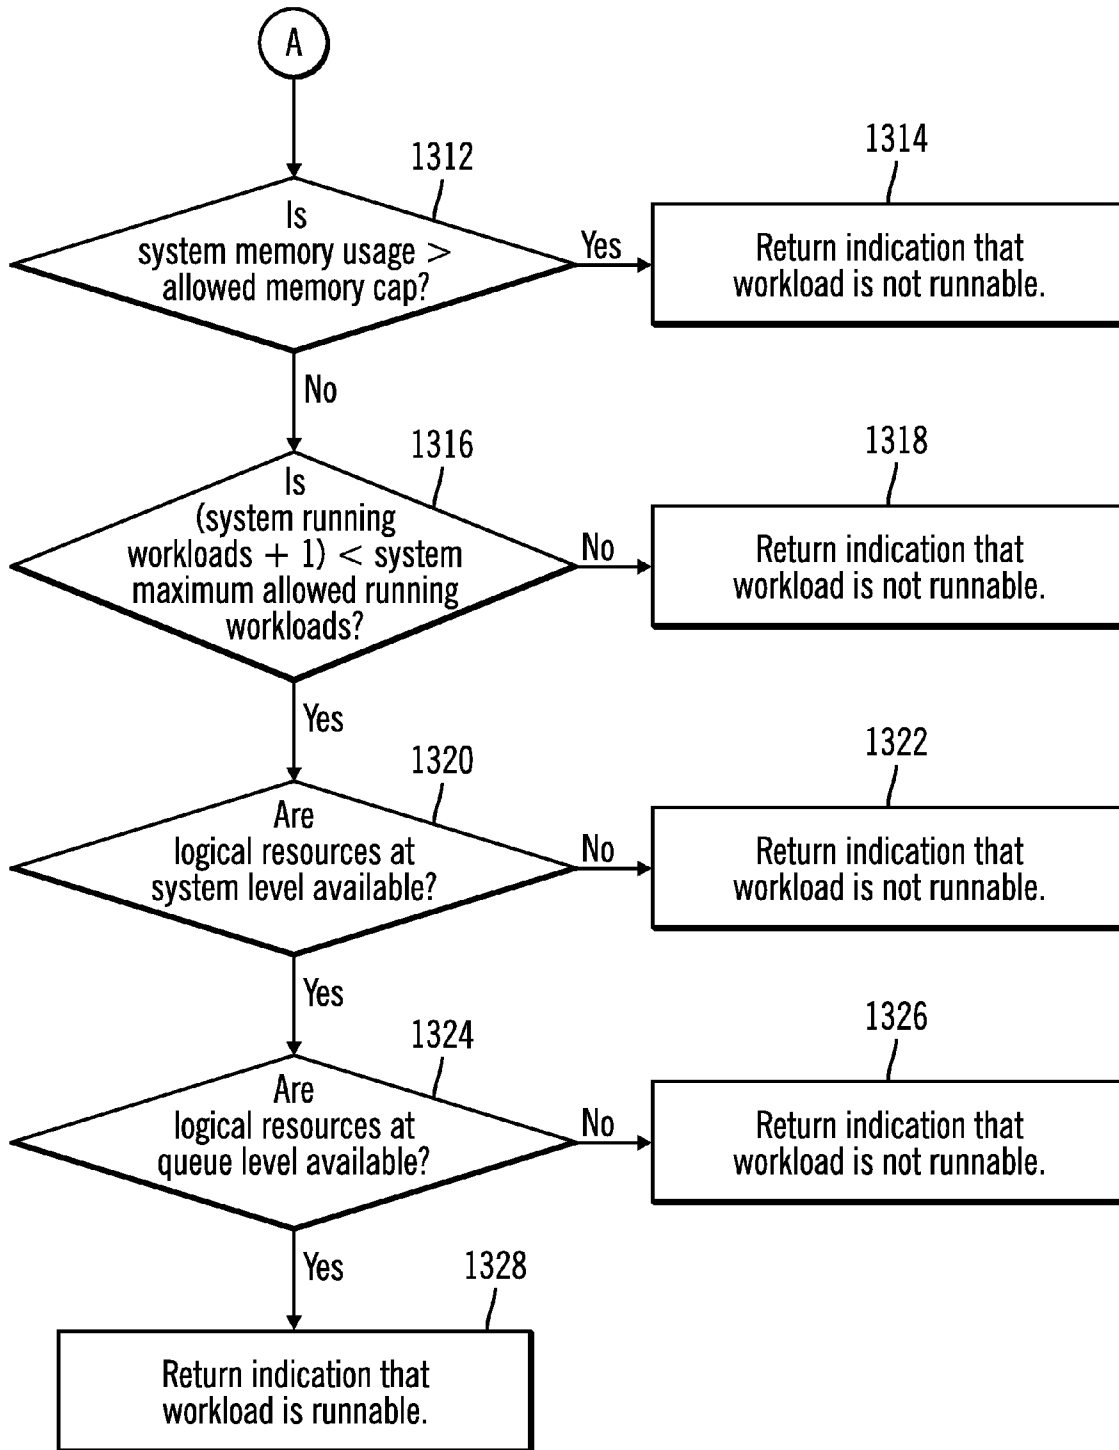 A
1312
Is
system memory usage >
allowed memory cap?
Yes
1314
Return indication that
workload is not runnable.
No
1316
Is
(system running
workloads + 1) < system
maximum allowed running
workloads?
No
1318
Return indication that
workload is not runnable.
Yes
1320
Are
logical resources at
system level available?
No
1322
Return indication that
workload is not runnable.
Yes
1324
Are
logical resources at
queue level available?
No
1326
Return indication that
workload is not runnable.
Yes
1328
Return indication that
workload is runnable.